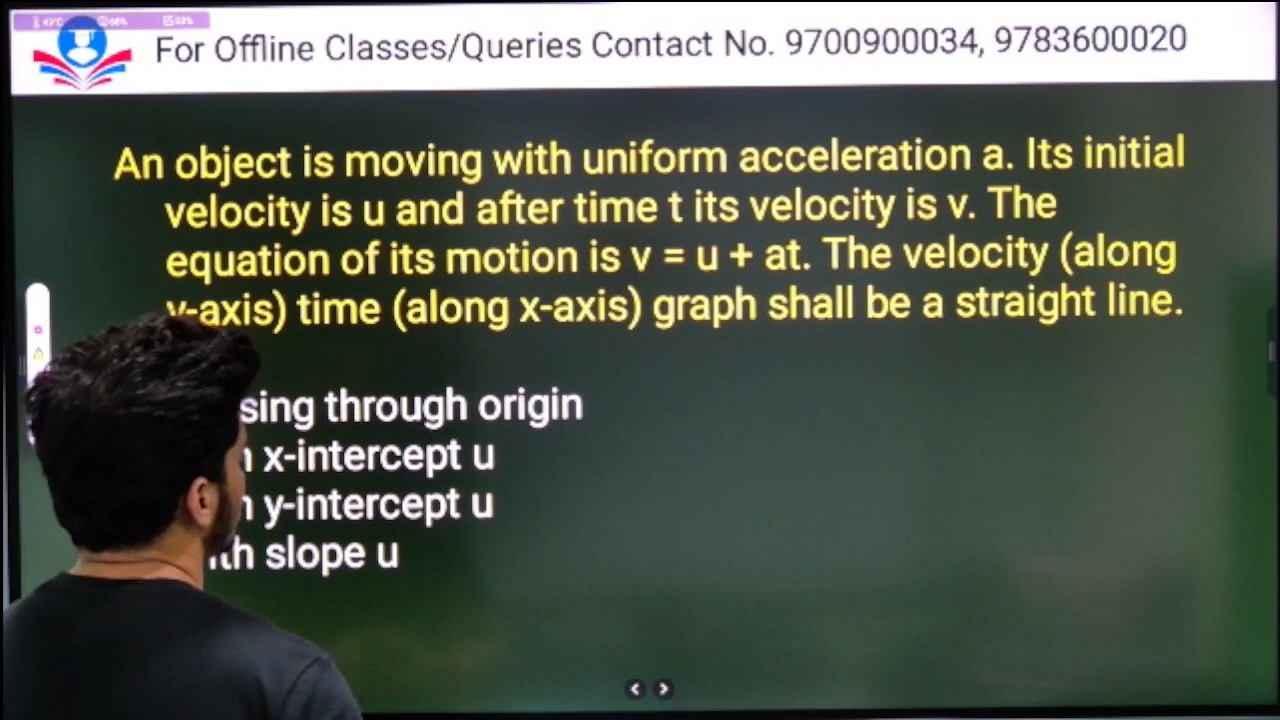 For Offline Classes/Queries Contact No. 9700900034, 9783600020
An object is moving with uniform acceleration a. Its initial
velocity is u and after time t its velocity is v. The
equation of its motion is v = u + at. The velocity (along
y-axis) time (along x-axis) graph shall be a straight line.
through origin
x-intercept u
y-intercept u
slope u